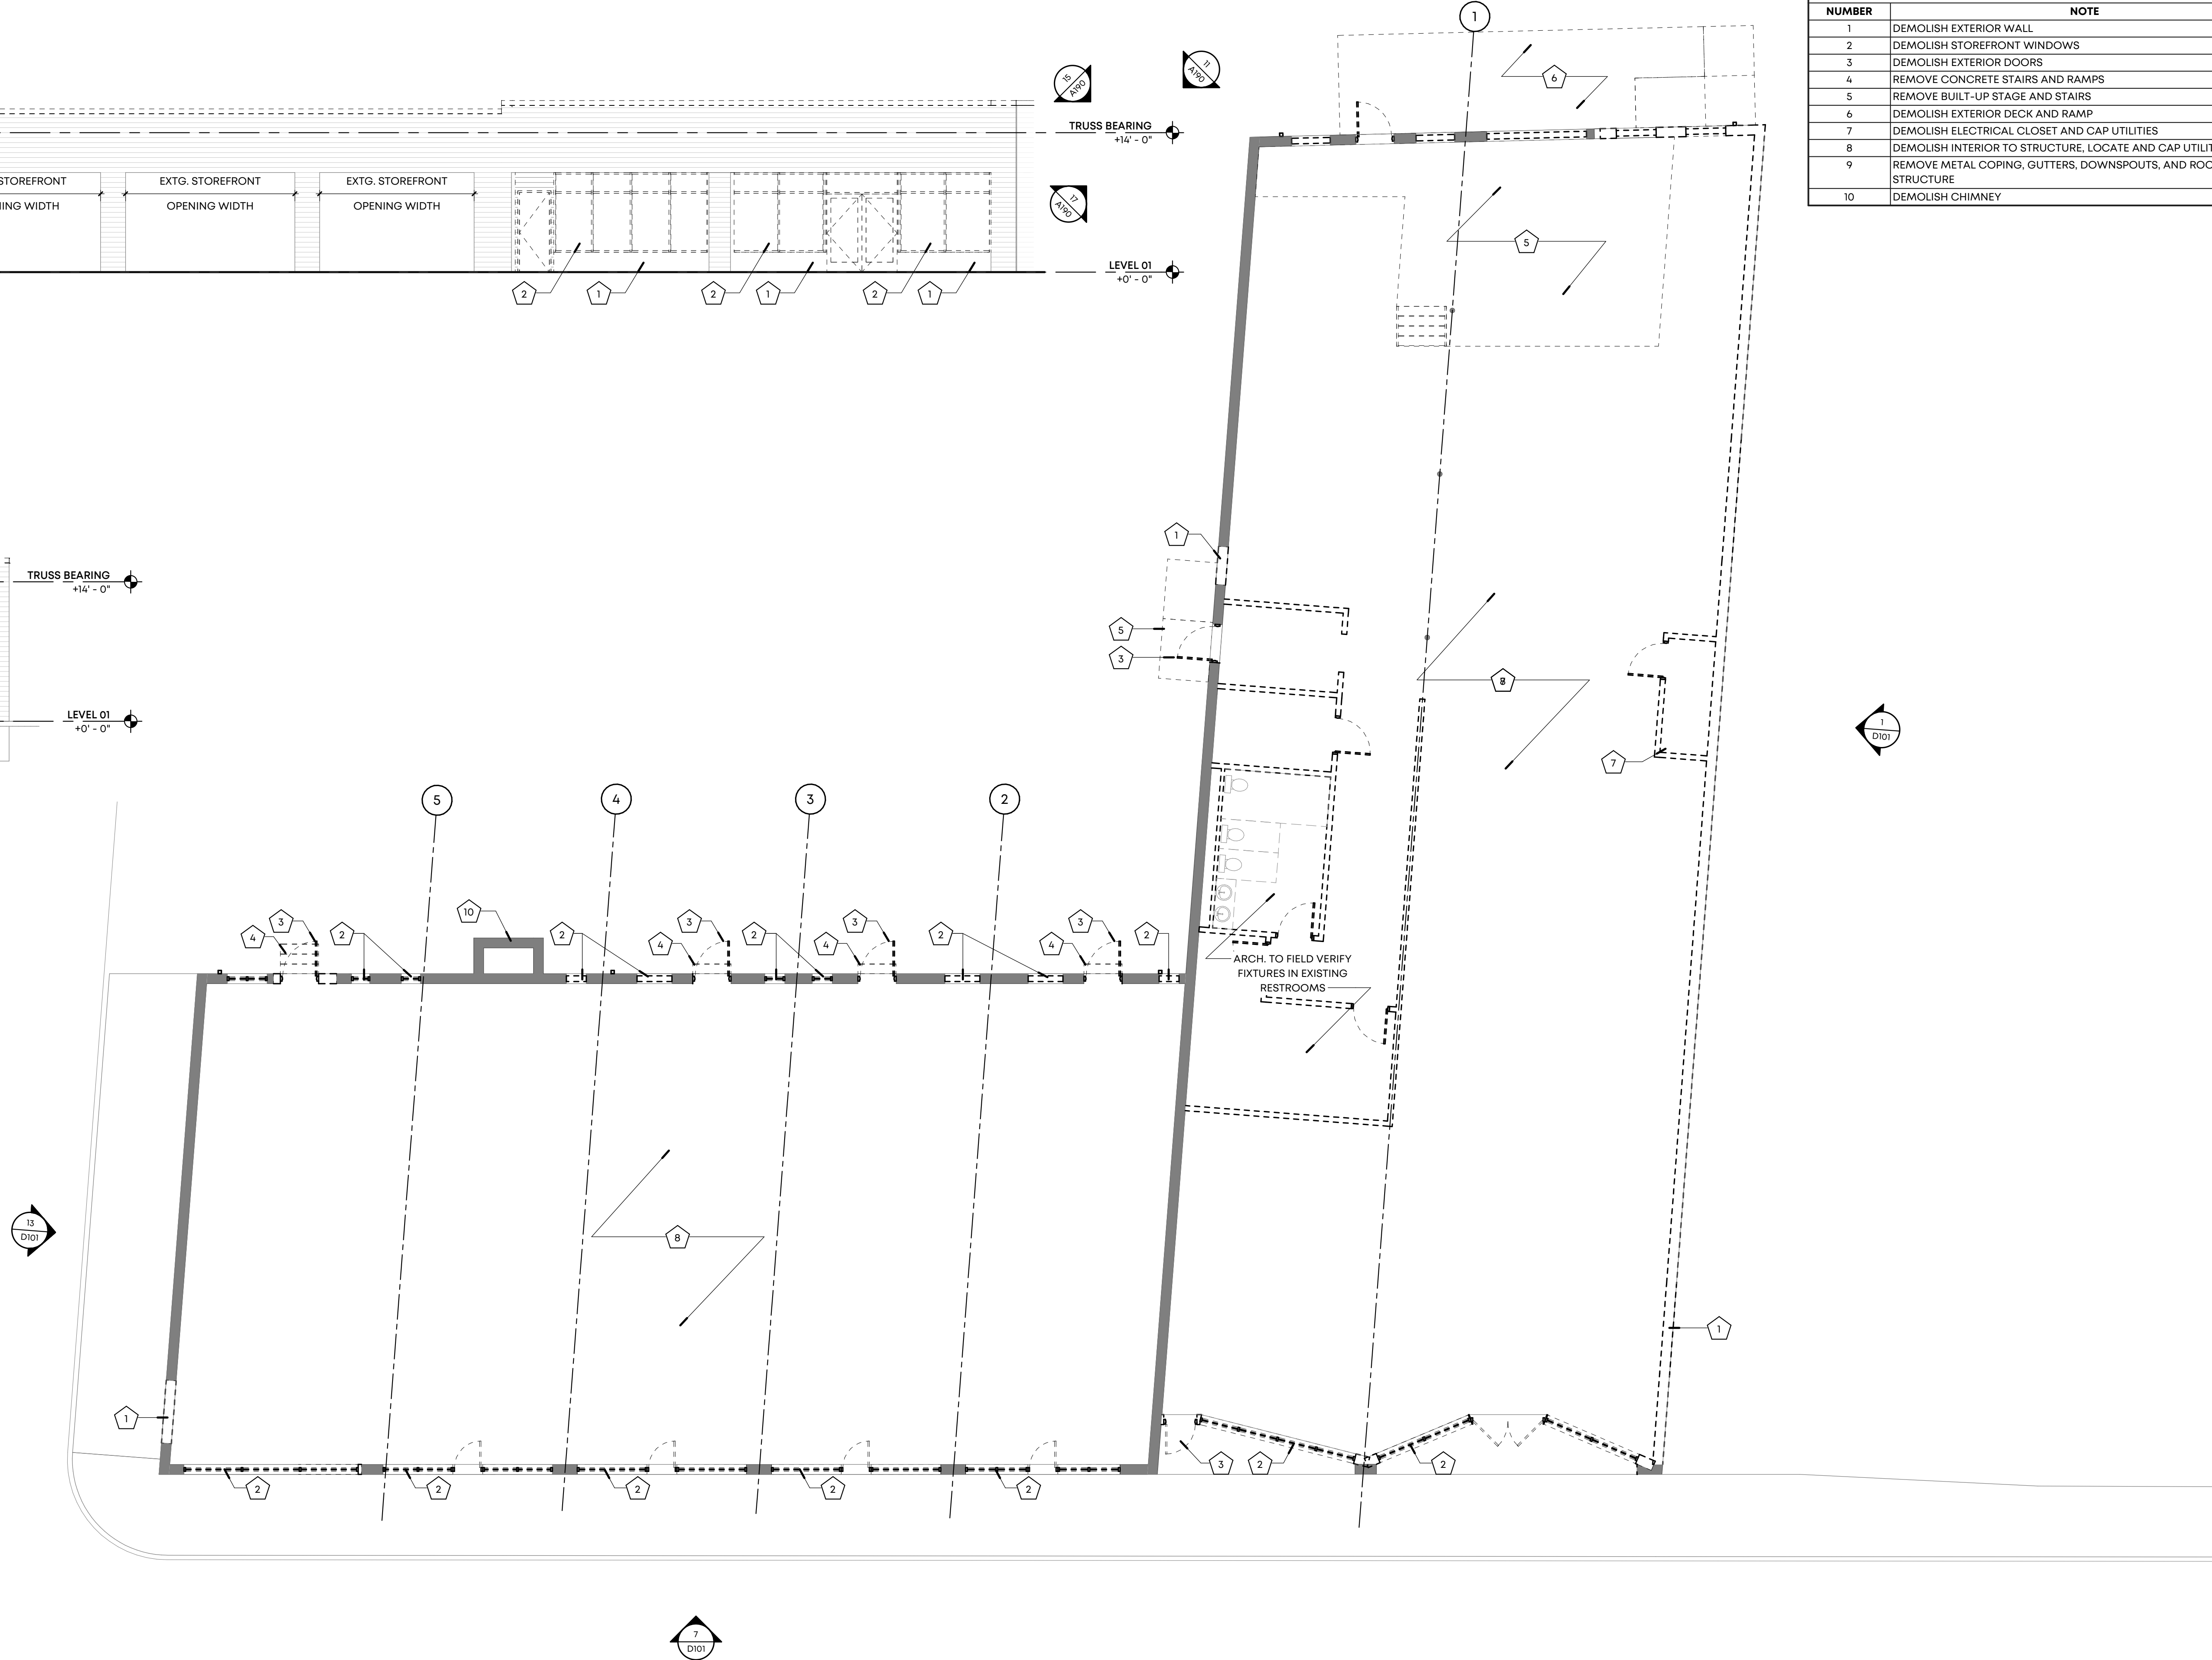 NUMBER NOTE
1 DEMOLISH EXTERIOR WALL
2 DEMOLISH STOREFRONT WINDOWS
3 DEMOLISH EXTERIOR DOORS
4 REMOVE CONCRETE STAIRS AND RAMPS
5 REMOVE BUILT-UP STAGE AND STAIRS
6 DEMOLISH EXTERIOR DECK AND RAMP
7 DEMOLISH ELECTRICAL CLOSET AND CAP UTILITIES
8 DEMOLISH INTERIOR TO STRUCTURE, LOCATE AND CAP UTILIT
9 REMOVE METAL COPING, GUTTERS, DOWNSPOUTS, AND ROO
STRUCTURE
10 DEMOLISH CHIMNEY
1
15
A190
11
A190
6
TRUSS BEARING
+14' - 0"
STOREFRONT
ING WIDTH
EXTG. STOREFRONT
OPENING WIDTH
EXTG. STOREFRONT
OPENING WIDTH
17
A190
5
LEVEL 01
+0' - 0"
2 1 2 1 2 1
1
TRUSS BEARING
+14' - 0"
5
3
8
LEVEL 01
+0' - 0"
1
D101
7
5 4 3 2
10
3 3 3 3
4 2 2 4 2 4 2 4 2
ARCH. TO FIELD VERIFY
FIXTURES IN EXISTING
RESTROOMS
13
D101
8
1
1
3 2 2
2 2 2 2 2
7
D101